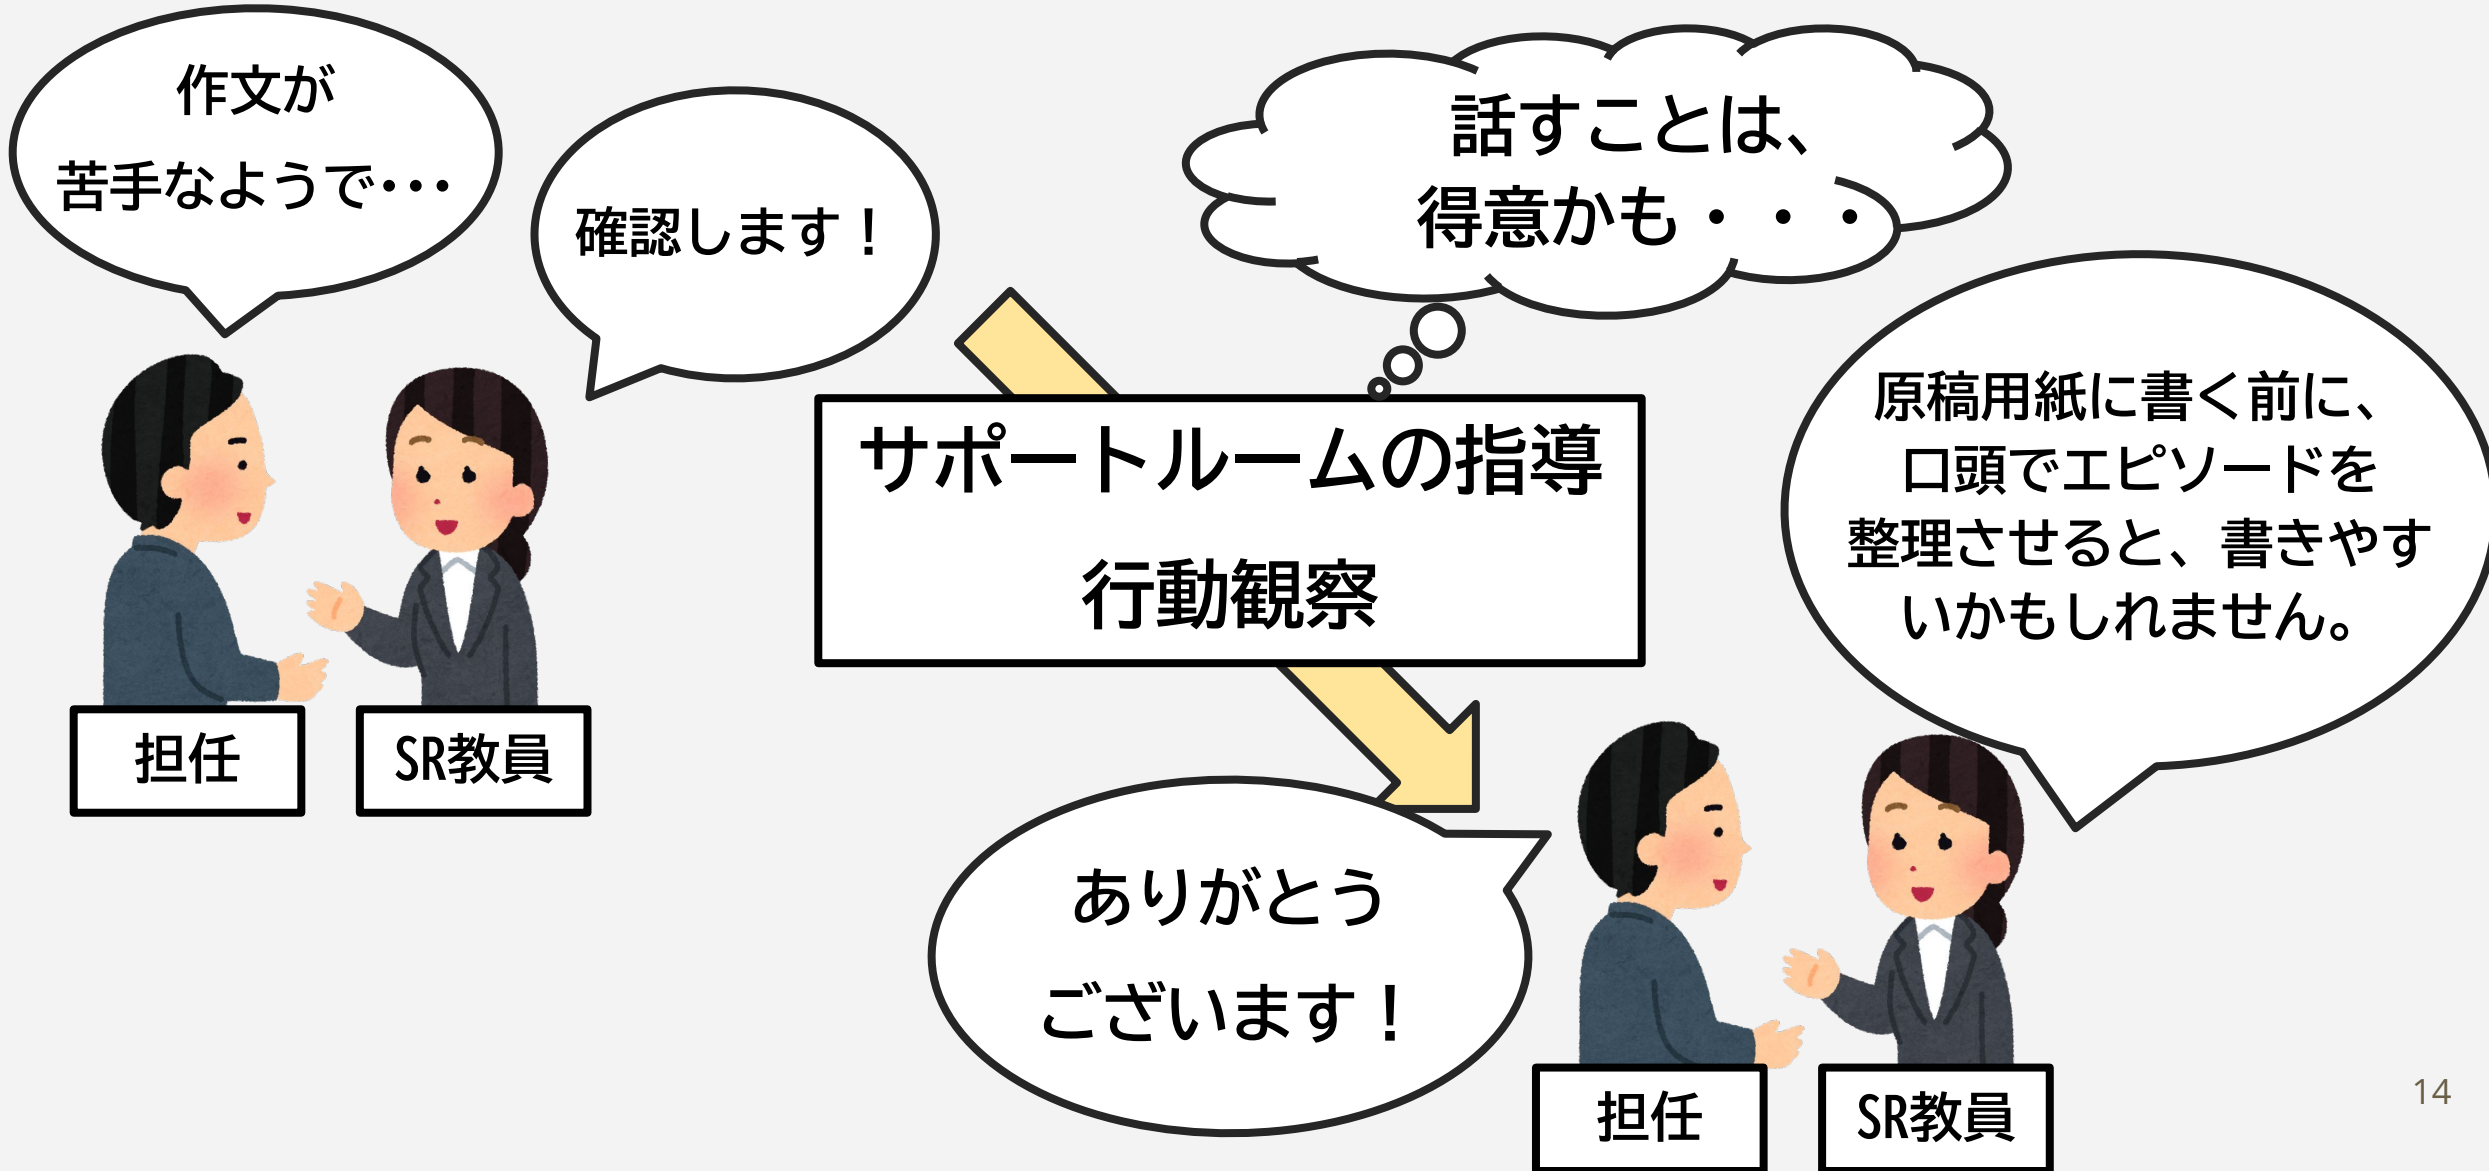 作文が
苦手なようで･･･
確認します！
話すことは、
得意かも・・・
サポートルームの指導
行動観察
原稿用紙に書く前に、
口頭でエピソードを
整理させると、書きやす
いかもしれません。
担任
SR教員
ありがとう
ございます！
担任
SR教員
14